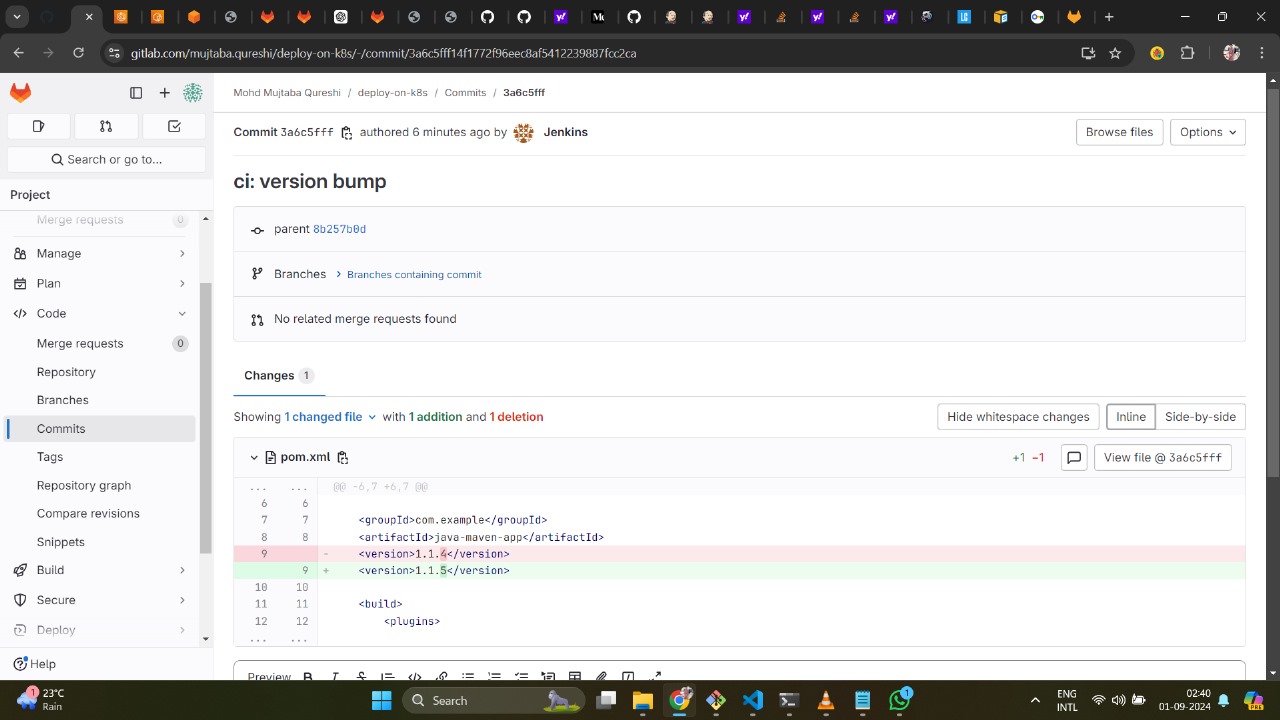 gitlab.com/mujtaba.qureshi/deploy-on-k8s/-/commit/3a6c5fff14f1772f96eec8af5412239887fcc2ca
Mohd Mujtaba Qureshi / deploy-on-k8s / Commits / 3a6c5fff
Commit 3a6c5fff authored 6 minutes ago by Jenkins
Browse files
Options
Search or go to...
Project
Merge requests 0
Manage
Plan
Code
Merge requests 0
Repository
Branches
Commits
Tags
Repository graph
Compare revisions
Snippets
Build
Secure
Deploy
Help
ci: version bump
parent 8b257b0d
Branches > Branches containing commit
No related merge requests found
Changes 1
Showing 1 changed file with 1 addition and 1 deletion
Hide whitespace changes
Inline
Side-by-side
pom.xml
+1 −1
View file @ 3a6c5fff
... ... @@ -6,7 +6,7 @@
6 6
7 7 <groupId>com.example</groupId>
8 8 <artifactId>java-maven-app</artifactId>
9 - <version>1.1.4</version>
9 + <version>1.1.5</version>
10 10
11 11 <build>
12 12 <plugins>
... ...
Preview
23°C
Rain
1
Search
1
ENG
INTL
02:40
01-09-2024
PRE